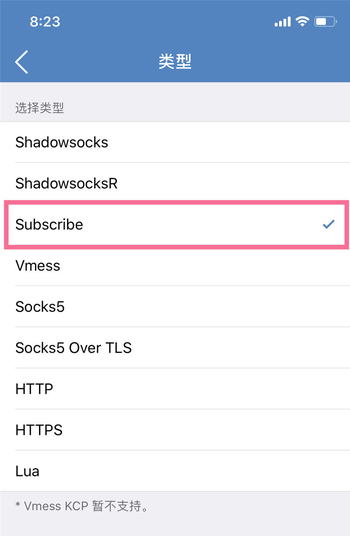 8:23
类型
选择类型
Shadowsocks
ShadowsocksR
Subscribe
Vmess
Socks5
Socks5 Over TLS
HTTP
HTTPS
Lua
* Vmess KCP 暂不支持。